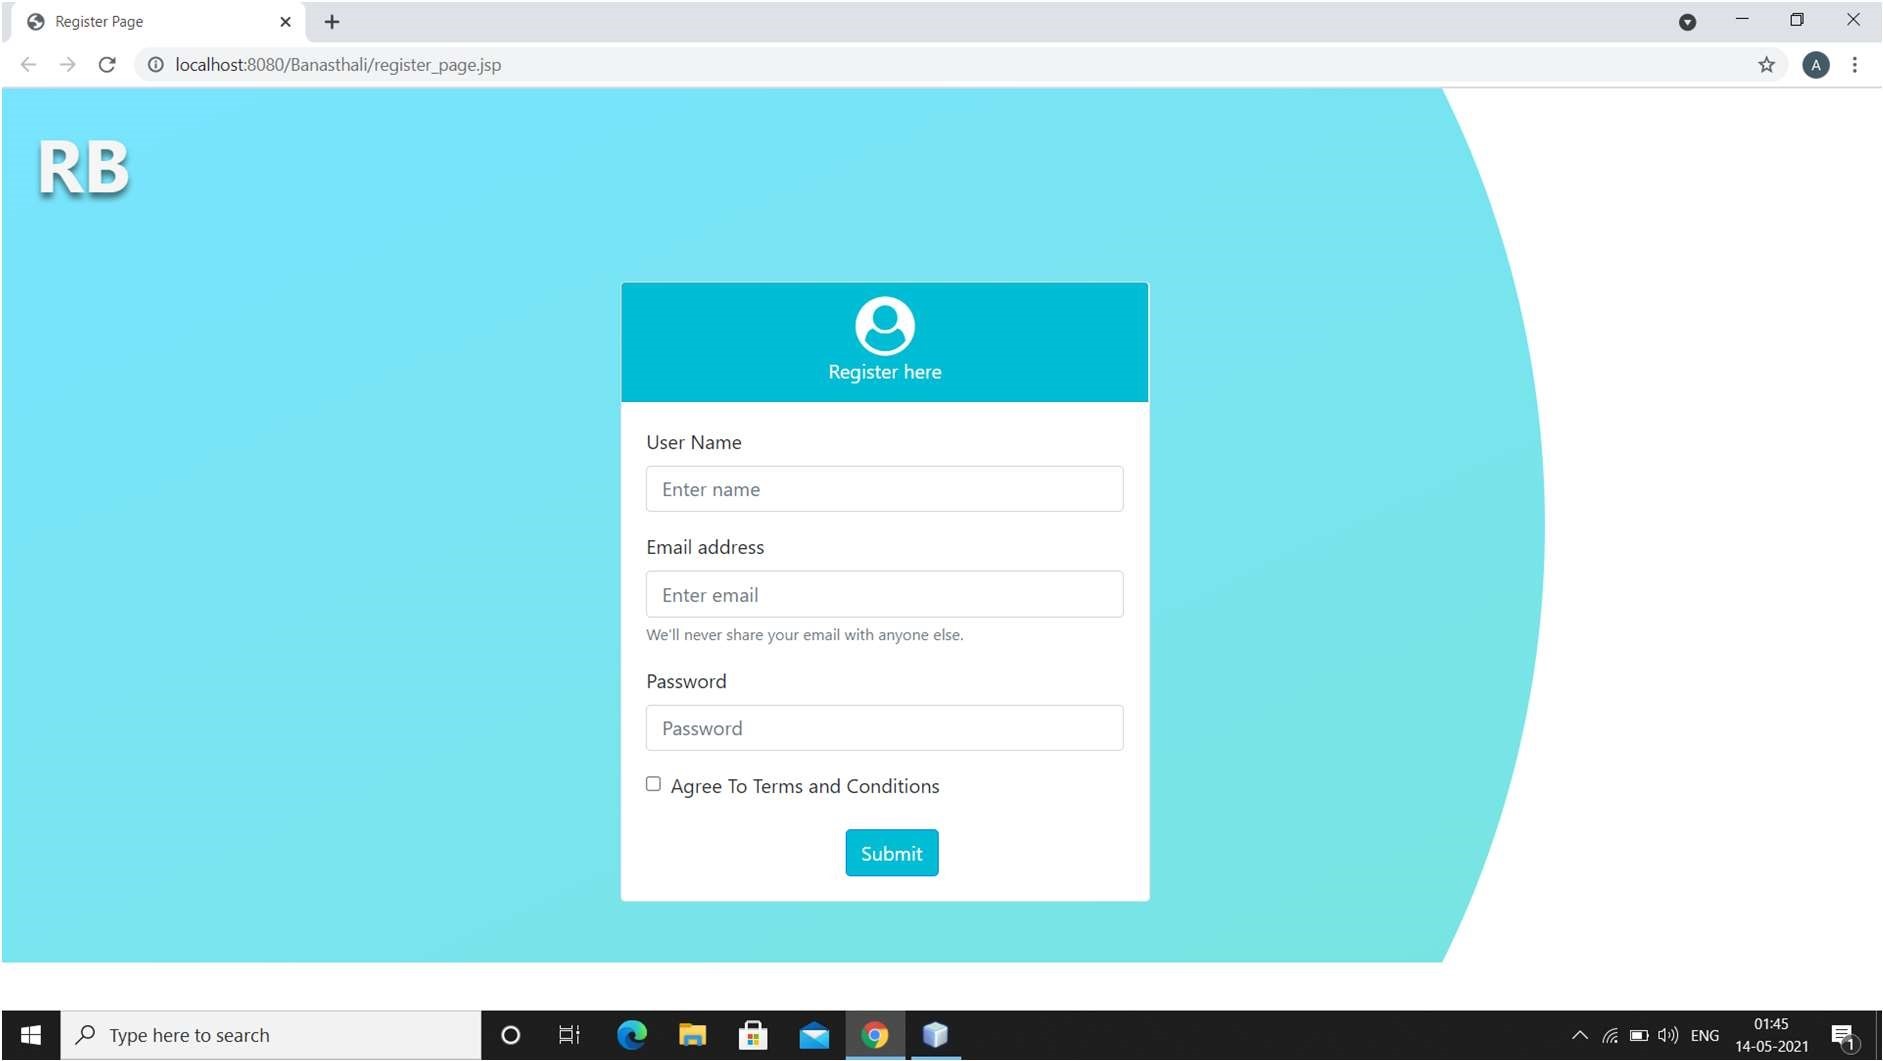 Register Page
localhost:8080/Banasthali/register_page.jsp
A
RB
Register here
User Name
Enter name
Email address
Enter email
We'll never share your email with anyone else.
Password
Password
Agree To Terms and Conditions
Submit
Type here to search
ENG
01:45
14-05-2021
1